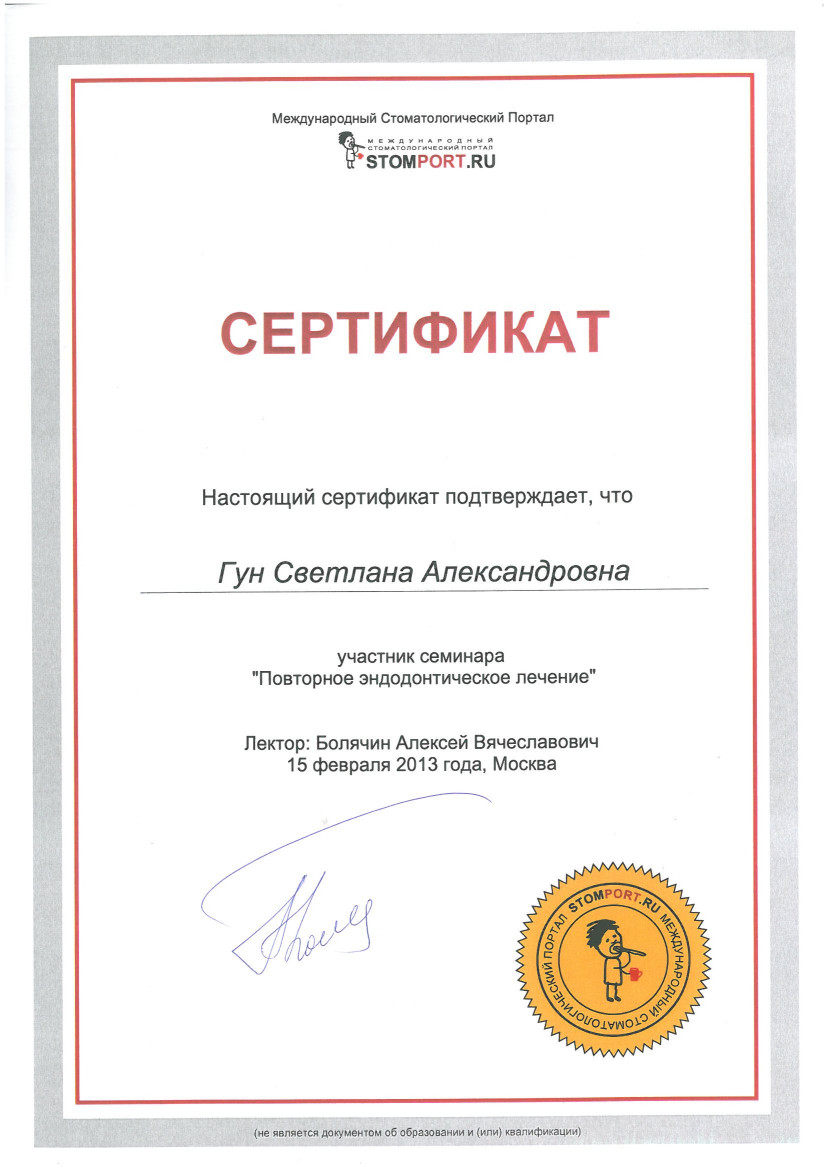 Международный Стоматологический Портал
МЕЖДУНАРОДНЫЙ
СТОМАТОЛОГИЧЕСКИЙ ПОРТАЛ
STOMPORT.RU
СЕРТИФИКАТ
Настоящий сертификат подтверждает, что
Гун Светлана Александровна
участник семинара
"Повторное эндодонтическое лечение"
Лектор: Болячин Алексей Вячеславович
15 февраля 2013 года, Москва
STOMPORT.RU МЕЖДУНАРОДНЫЙ СТОМАТОЛОГИЧЕСКИЙ ПОРТАЛ
(не является документом об образовании и (или) квалификации)